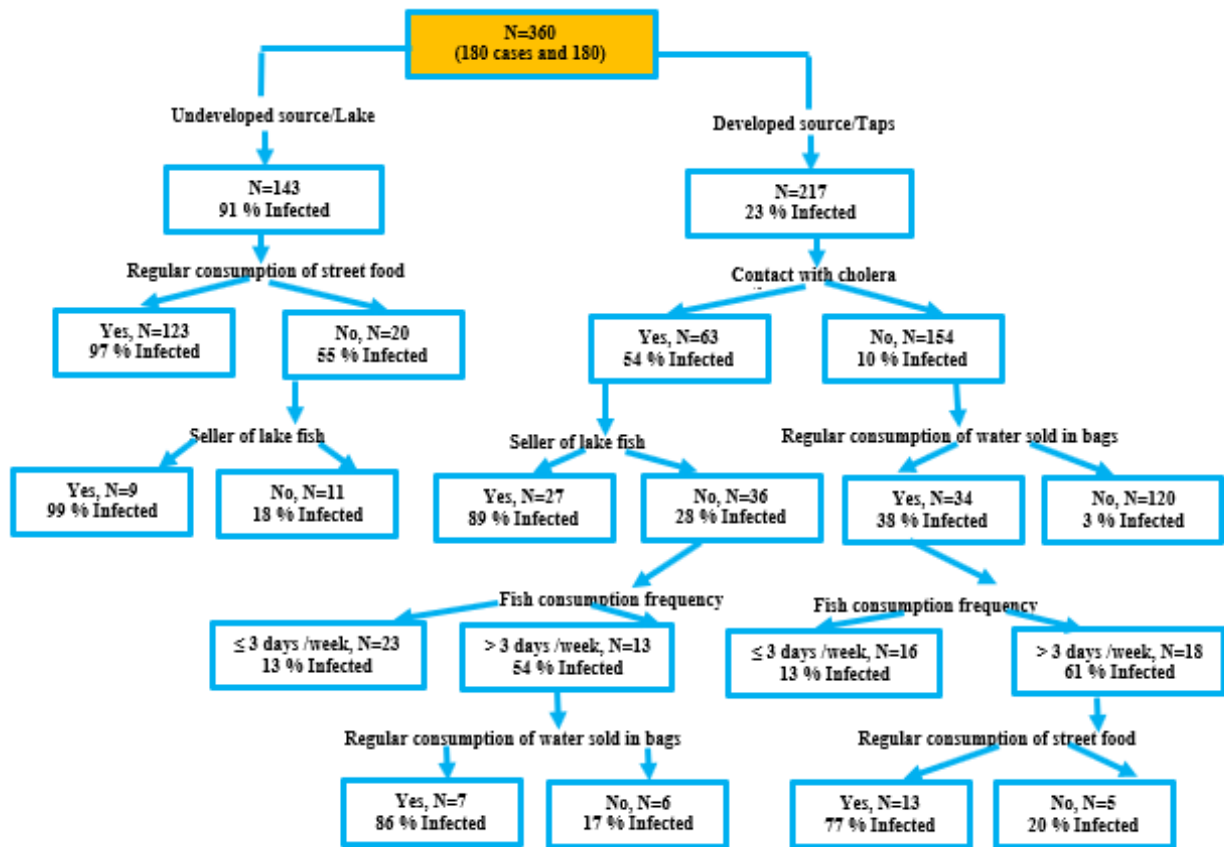 N=360
(180 cases and 180)
Undeveloped source/Lake
Developed source/Taps
N=143
91 % Infected
N=217
23 % Infected
Regular consumption of street food
Contact with cholera
Yes, N=123
97 % Infected
No, N=20
55 % Infected
Yes, N=63
54 % Infected
No, N=154
10 % Infected
Seller of lake fish
Seller of lake fish
Regular consumption of water sold in bags
Yes, N=9
99 % Infected
No, N=11
18 % Infected
Yes, N=27
89 % Infected
No, N=36
28 % Infected
Yes, N=34
38 % Infected
No, N=120
3 % Infected
Fish consumption frequency
Fish consumption frequency
≤ 3 days /week, N=23
13 % Infected
> 3 days /week, N=13
54 % Infected
≤ 3 days /week, N=16
13 % Infected
> 3 days /week, N=18
61 % Infected
Regular consumption of water sold in bags
Regular consumption of street food
Yes, N=7
86 % Infected
No, N=6
17 % Infected
Yes, N=13
77 % Infected
No, N=5
20 % Infected